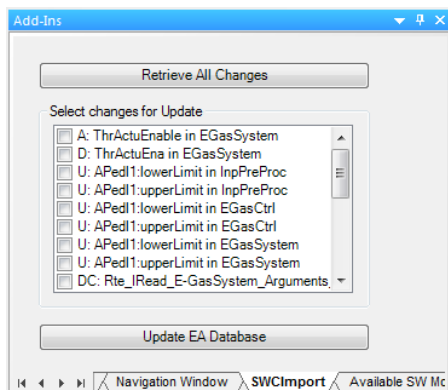 Add-Ins
Retrieve All Changes
Select changes for Update
A: ThrActuEnable in EGasSystem
D: ThrActuEna in EGasSystem
U: APedl1:lowerLimit in InpPreProc
U: APedl1:upperLimit in InpPreProc
U: APedl1:lowerLimit in EGasCtrl
U: APedl1:upperLimit in EGasCtrl
U: APedl1:lowerLimit in EGasSystem
U: APedl1:upperLimit in EGasSystem
DC: Rte_IRead_E-GasSystem_Arguments_
Update EA Database
Navigation Window SWCImport Available SW Mc